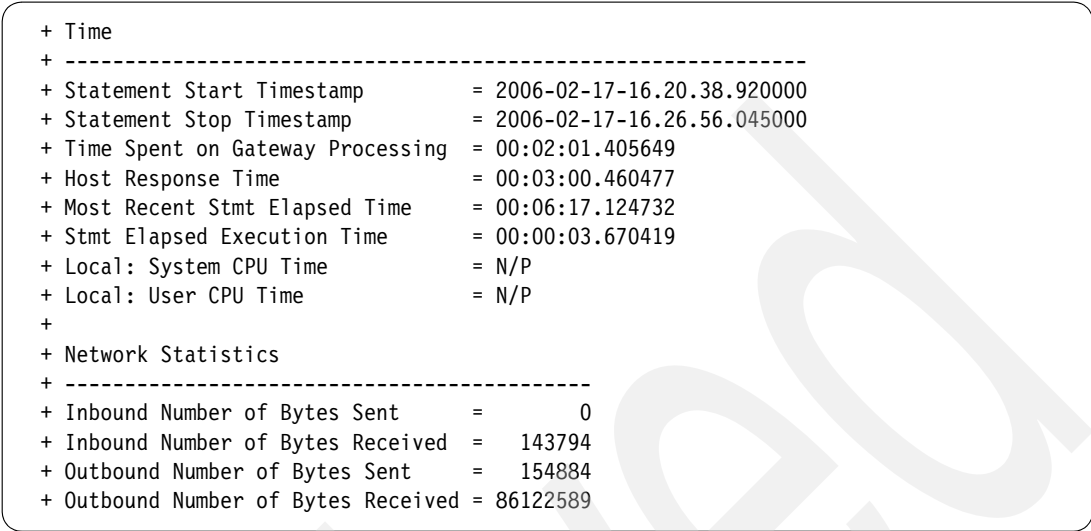 + Time
+ --------------------------------------------------------------
+ Statement Start Timestamp = 2006-02-17-16.20.38.920000
+ Statement Stop Timestamp = 2006-02-17-16.26.56.045000
+ Time Spent on Gateway Processing = 00:02:01.405649
+ Host Response Time = 00:03:00.460477
+ Most Recent Stmt Elapsed Time = 00:06:17.124732
+ Stmt Elapsed Execution Time = 00:00:03.670419
+ Local: System CPU Time = N/P
+ Local: User CPU Time = N/P
+
+ Network Statistics
+ --------------------------------------------
+ Inbound Number of Bytes Sent = 0
+ Inbound Number of Bytes Received = 143794
+ Outbound Number of Bytes Sent = 154884
+ Outbound Number of Bytes Received = 86122589